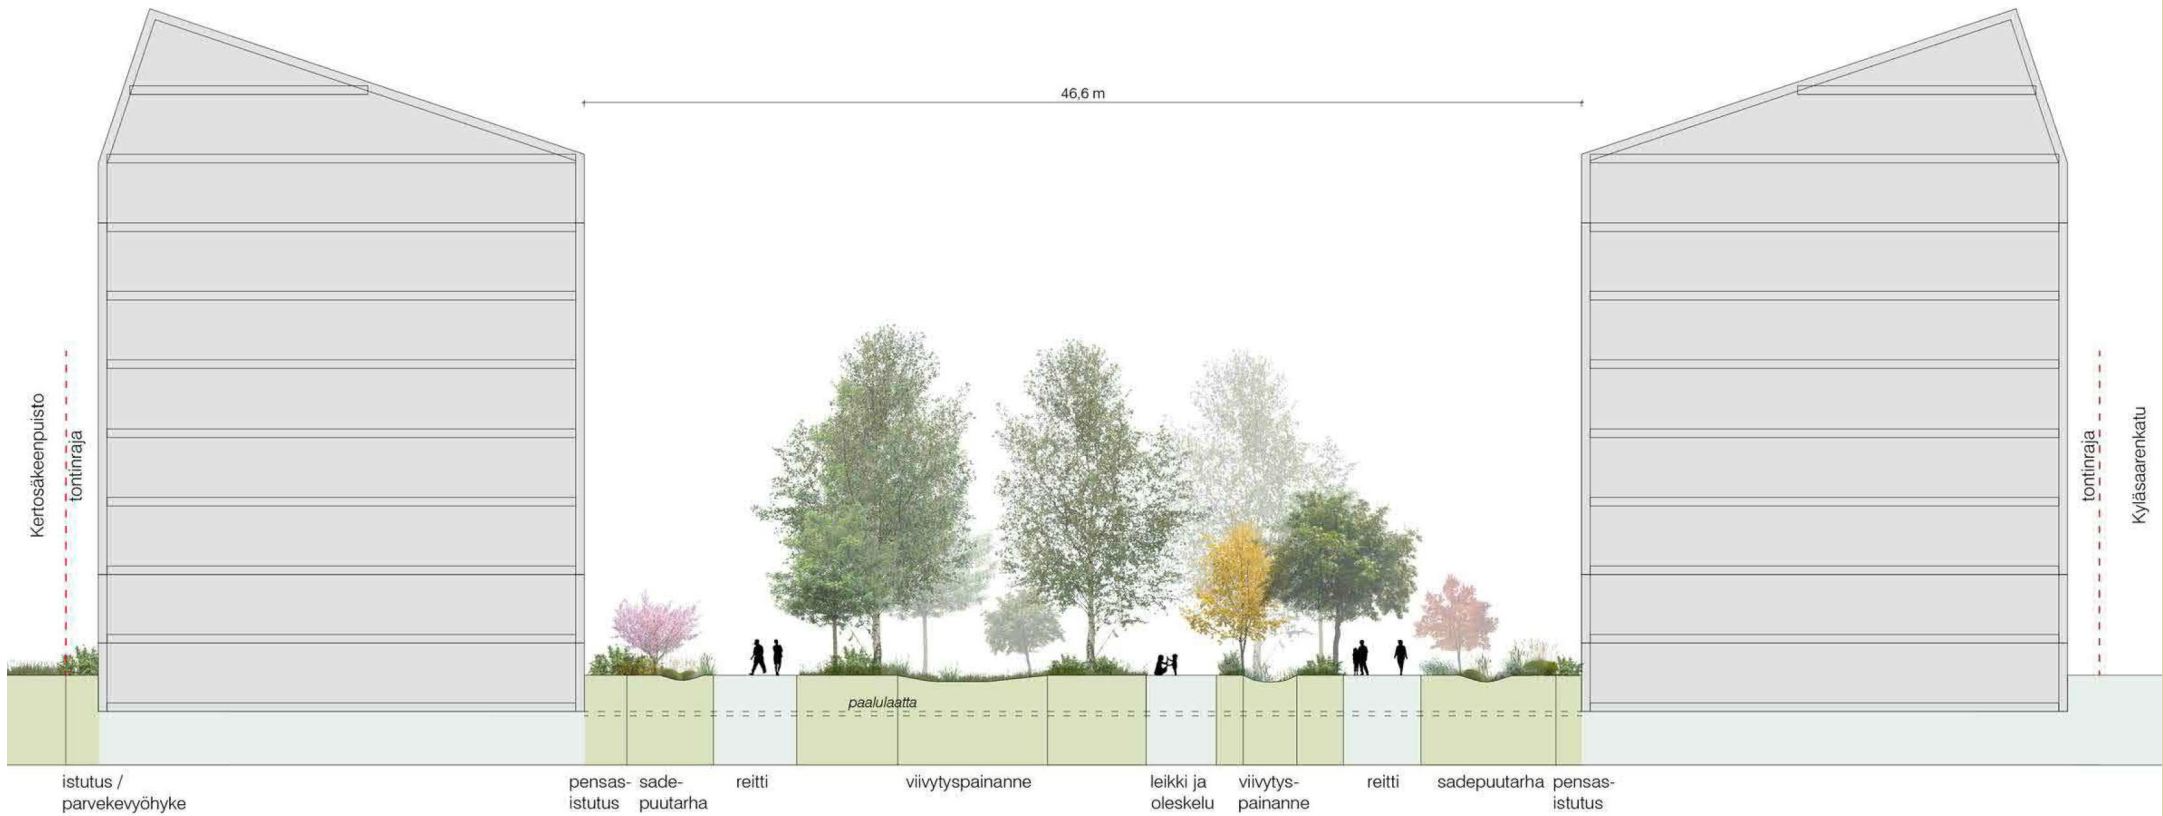 46,6 m
Kertosäkeenpuisto
tontinraja
tontinraja
Kyläsaarenkatu
paalulaatta
istutus /
parvekevyöhyke
pensas-
istutus
sade-
puutarha
reitti
viivytyspainanne
leikki ja
oleskelu
viivytys-
painanne
reitti
sadepuutarha
pensas-
istutus